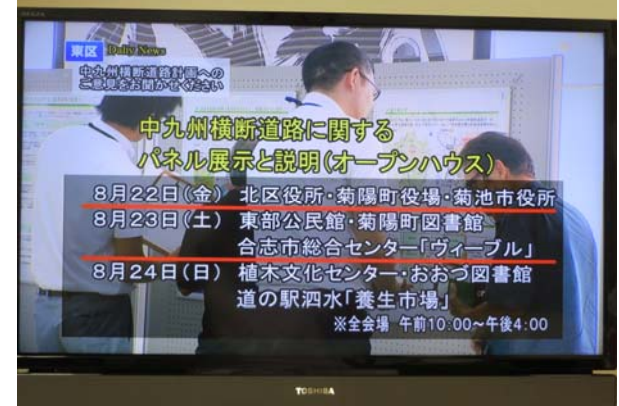 東区 Daily News
中九州横断道路計画への
ご意見をお聞かせください
中九州横断道路に関する
パネル展示と説明(オープンハウス)
8月22日(金) 北区役所・菊陽町役場・菊池市役所
8月23日(土) 東部公民館・菊陽町図書館
合志市総合センター「ヴィーブル」
8月24日(日) 植木文化センター・おおづ図書館
道の駅泗水「養生市場」
※全会場 午前10:00~午後4:00
TOSHIBA